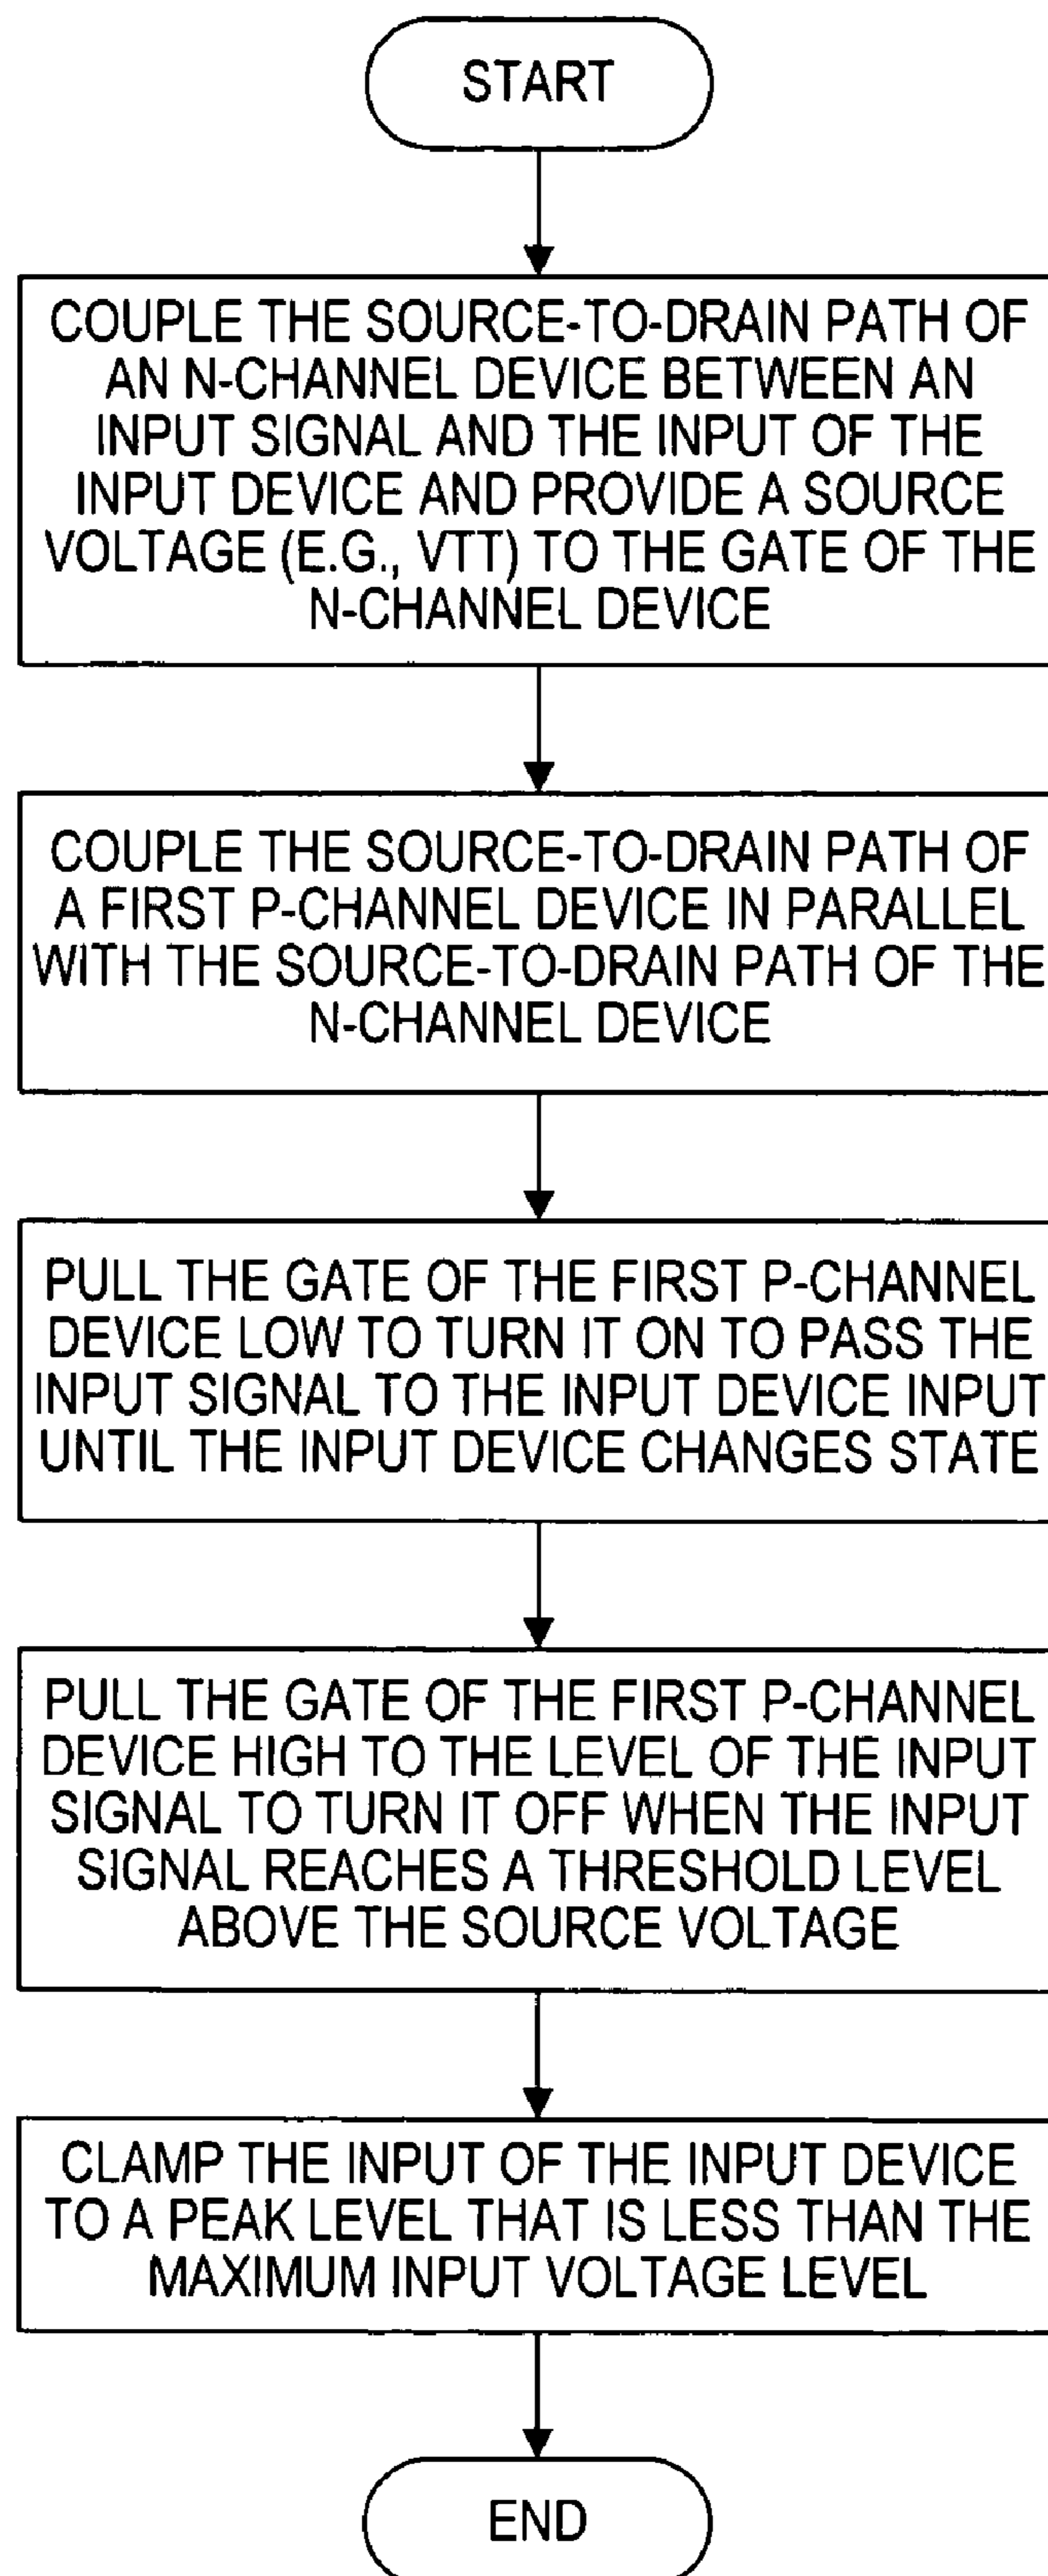 START
COUPLE THE SOURCE-TO-DRAIN PATH OF
AN N-CHANNEL DEVICE BETWEEN AN
INPUT SIGNAL AND THE INPUT OF THE
INPUT DEVICE AND PROVIDE A SOURCE
VOLTAGE (E.G., VTT) TO THE GATE OF THE
N-CHANNEL DEVICE
COUPLE THE SOURCE-TO-DRAIN PATH OF
A FIRST P-CHANNEL DEVICE IN PARALLEL
WITH THE SOURCE-TO-DRAIN PATH OF THE
N-CHANNEL DEVICE
PULL THE GATE OF THE FIRST P-CHANNEL
DEVICE LOW TO TURN IT ON TO PASS THE
INPUT SIGNAL TO THE INPUT DEVICE INPUT
UNTIL THE INPUT DEVICE CHANGES STATE
PULL THE GATE OF THE FIRST P-CHANNEL
DEVICE HIGH TO THE LEVEL OF THE INPUT
SIGNAL TO TURN IT OFF WHEN THE INPUT
SIGNAL REACHES A THRESHOLD LEVEL
ABOVE THE SOURCE VOLTAGE
CLAMP THE INPUT OF THE INPUT DEVICE
TO A PEAK LEVEL THAT IS LESS THAN THE
MAXIMUM INPUT VOLTAGE LEVEL
END